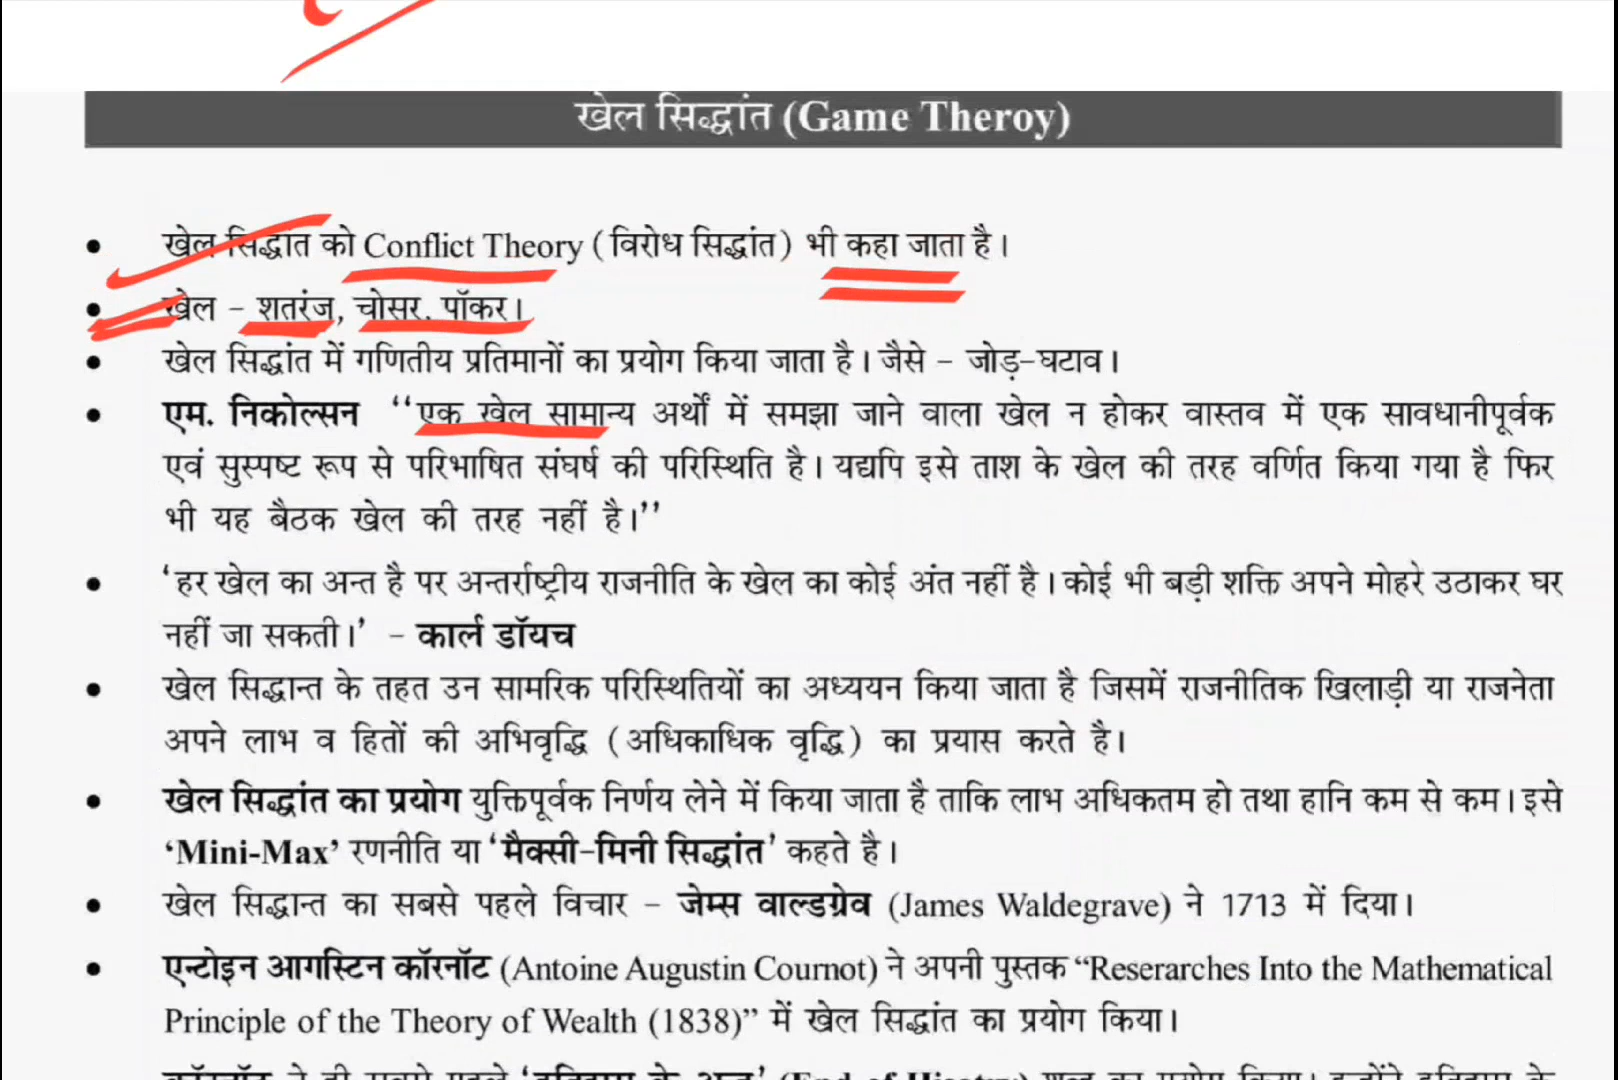 खेल सिद्धांत (Game Theroy)
• खेल सिद्धांत को Conflict Theory (विरोध सिद्धांत) भी कहा जाता है।
• खेल – शतरंज, चोसर, पॉकर।
• खेल सिद्धांत में गणितीय प्रतिमानों का प्रयोग किया जाता है। जैसे – जोड़-घटाव।
• एम. निकोल्सन ‘‘एक खेल सामान्य अर्थों में समझा जाने वाला खेल न होकर वास्तव में एक सावधानीपूर्वक
एवं सुस्पष्ट रूप से परिभाषित संघर्ष की परिस्थिति है। यद्यपि इसे ताश के खेल की तरह वर्णित किया गया है फिर
भी यह बैठक खेल की तरह नहीं है।’’
• ‘हर खेल का अन्त है पर अन्तर्राष्ट्रीय राजनीति के खेल का कोई अंत नहीं है। कोई भी बड़ी शक्ति अपने मोहरे उठाकर घर
नहीं जा सकती।’ – कार्ल डॉयच
• खेल सिद्धान्त के तहत उन सामरिक परिस्थितियों का अध्ययन किया जाता है जिसमें राजनीतिक खिलाड़ी या राजनेता
अपने लाभ व हितों की अभिवृद्धि (अधिकाधिक वृद्धि) का प्रयास करते है।
• खेल सिद्धांत का प्रयोग युक्तिपूर्वक निर्णय लेने में किया जाता है ताकि लाभ अधिकतम हो तथा हानि कम से कम। इसे
‘Mini-Max’ रणनीति या ‘मैक्सी-मिनी सिद्धांत’ कहते है।
• खेल सिद्धान्त का सबसे पहले विचार – जेम्स वाल्डग्रेव (James Waldegrave) ने 1713 में दिया।
• एन्टोइन आगस्टिन कॉरनॉट (Antoine Augustin Cournot) ने अपनी पुस्तक “Reserarches Into the Mathematical
Principle of the Theory of Wealth (1838)” में खेल सिद्धांत का प्रयोग किया।